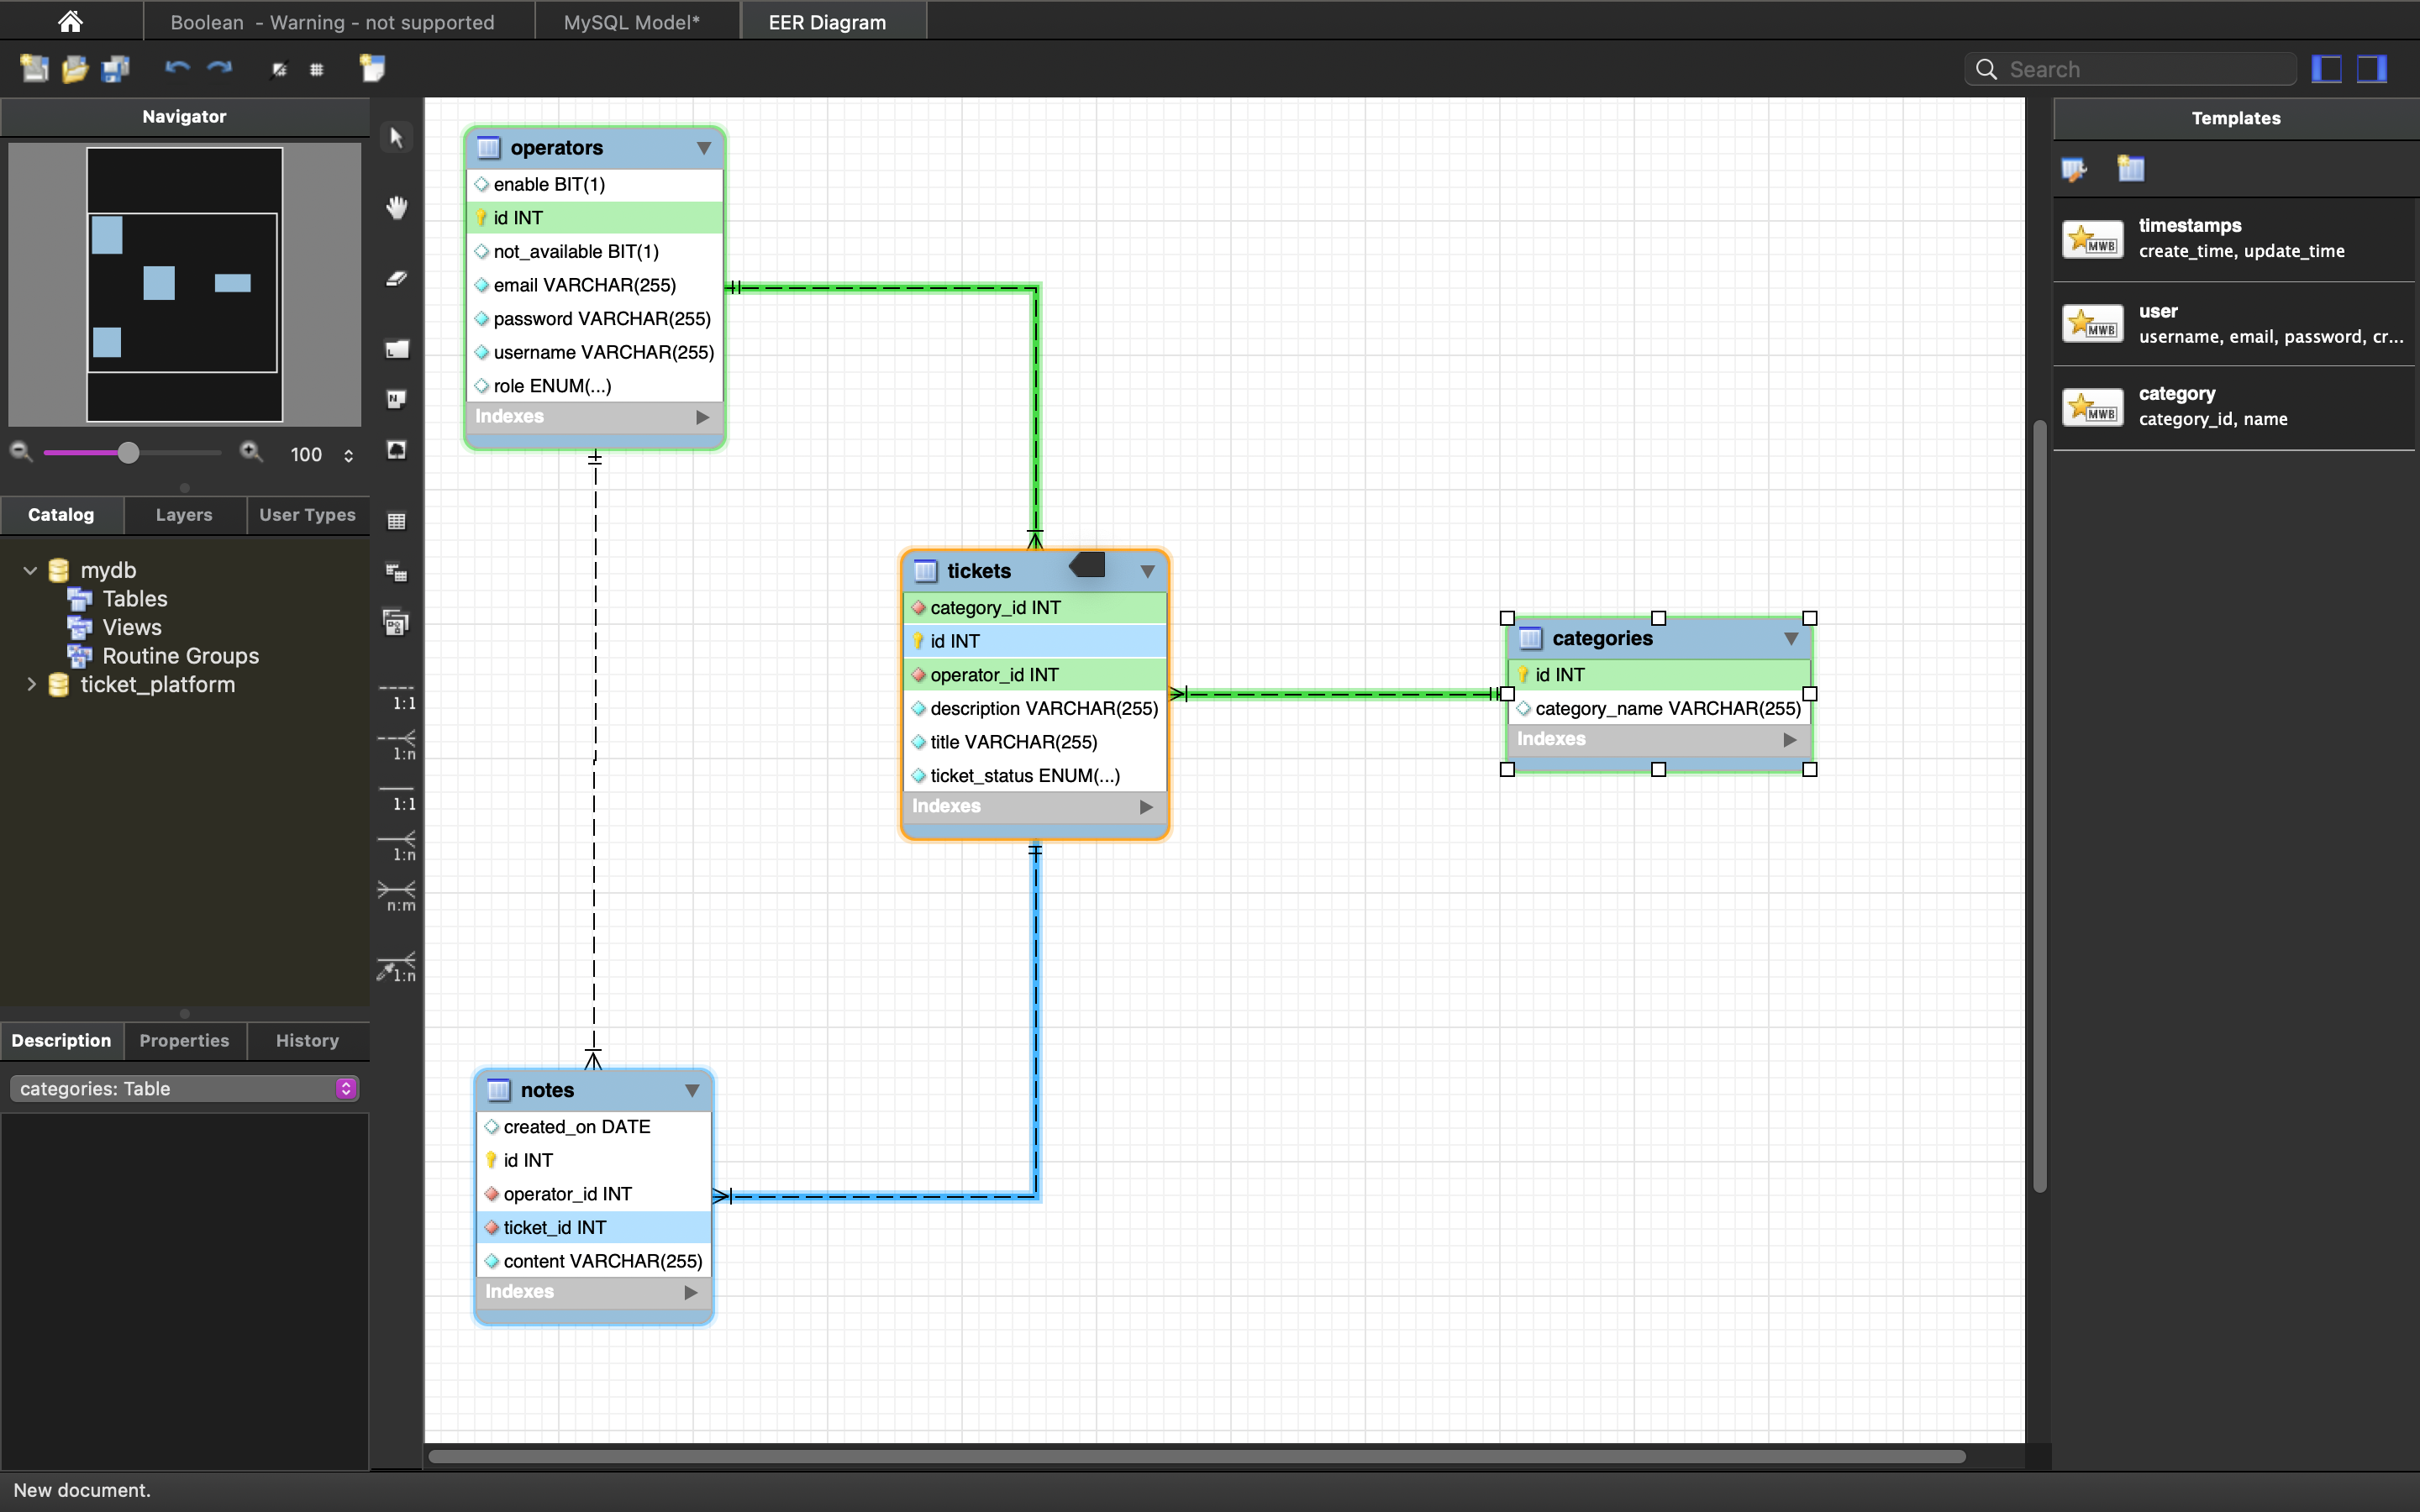 Boolean - Warning - not supported
MySQL Model*
EER Diagram
Search
Navigator
100
Catalog
Layers
User Types
mydb
Tables
Views
Routine Groups
ticket_platform
Description
Properties
History
categories: Table
New document.
L
N
1:1
1:n
1:1
1:n
n:m
1:n
operators
enable BIT(1)
id INT
not_available BIT(1)
email VARCHAR(255)
password VARCHAR(255)
username VARCHAR(255)
role ENUM(...)
Indexes
tickets
category_id INT
id INT
operator_id INT
description VARCHAR(255)
title VARCHAR(255)
ticket_status ENUM(...)
Indexes
categories
id INT
category_name VARCHAR(255)
Indexes
notes
created_on DATE
id INT
operator_id INT
ticket_id INT
content VARCHAR(255)
Indexes
Templates
MWB
timestamps
create_time, update_time
MWB
user
username, email, password, cr...
MWB
category
category_id, name